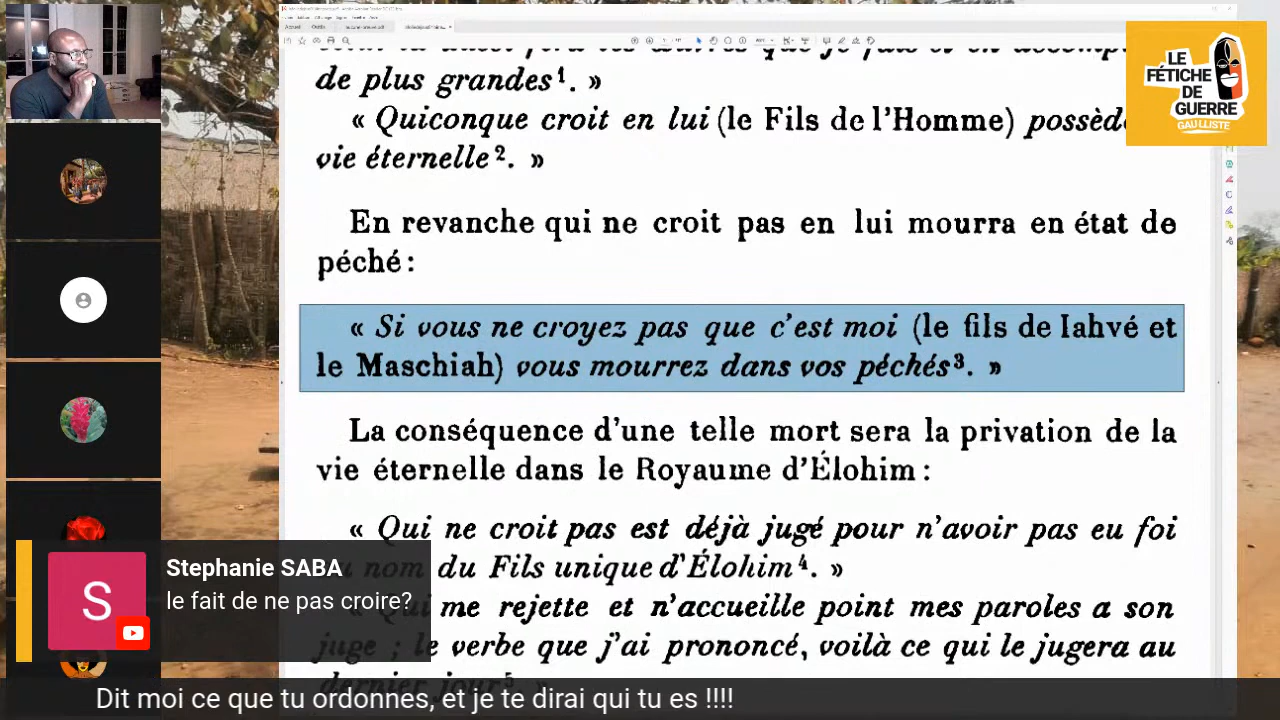 de plus grandes¹. »
« Quiconque croit en lui (le Fils de l'Homme)
vie éternelle². »
En revanche qui ne croit pas en lui mourra en état de
péché :
« Si vous ne croyez pas que c'est moi (le fils de Iahvé et
le Maschiah) vous mourrez dans vos péchés³. »
La conséquence d'une telle mort sera la privation de la
vie éternelle dans le Royaume d'Élohim :
« Qui ne croit pas est déjà jugé pour n'avoir pas eu foi
nom du Fils unique d'Élohim⁴. »
me rejette et n'accueille point mes paroles a son
juge ; le verbe que j'ai prononcé, voilà ce qui le jugera au
dernier jour⁵. »
LE
FÉTICHE
DE
GUERRE
GAULLISTE
S
Stephanie SABA
le fait de ne pas croire?
Dit moi ce que tu ordonnes, et je te dirai qui tu es !!!!